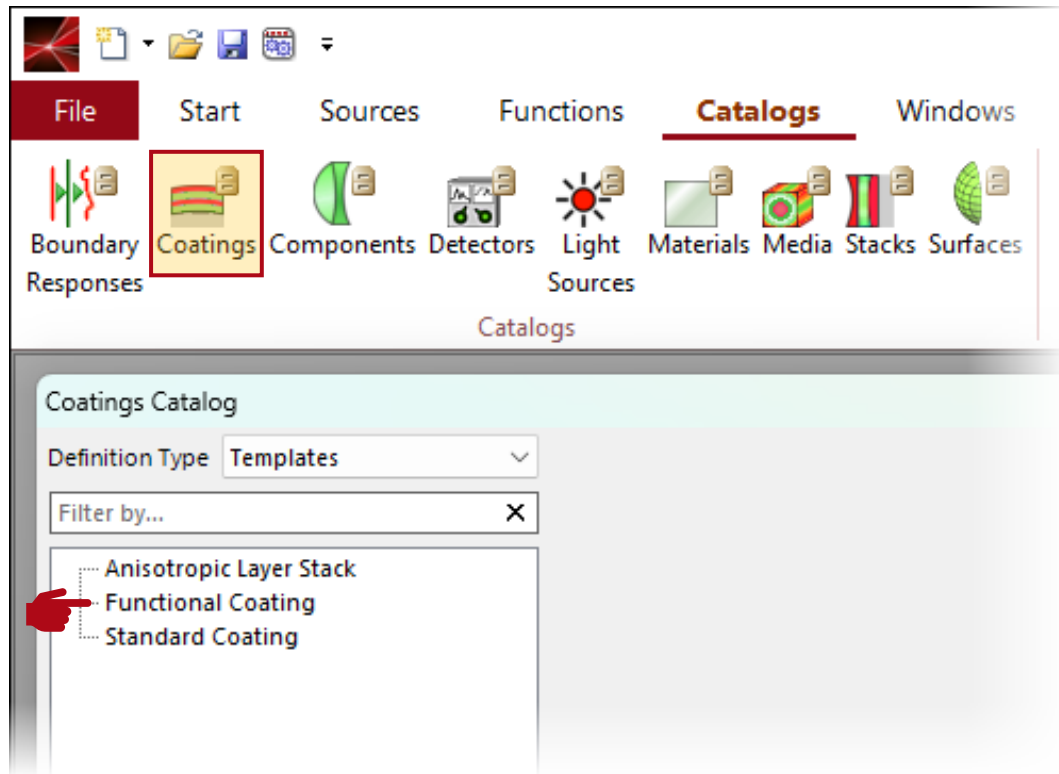 File Start Sources Functions Catalogs Windows
Boundary Responses Coatings Components Detectors Light Sources Materials Media Stacks Surfaces
Catalogs
Coatings Catalog
Definition Type Templates
Filter by...
Anisotropic Layer Stack
Functional Coating
Standard Coating